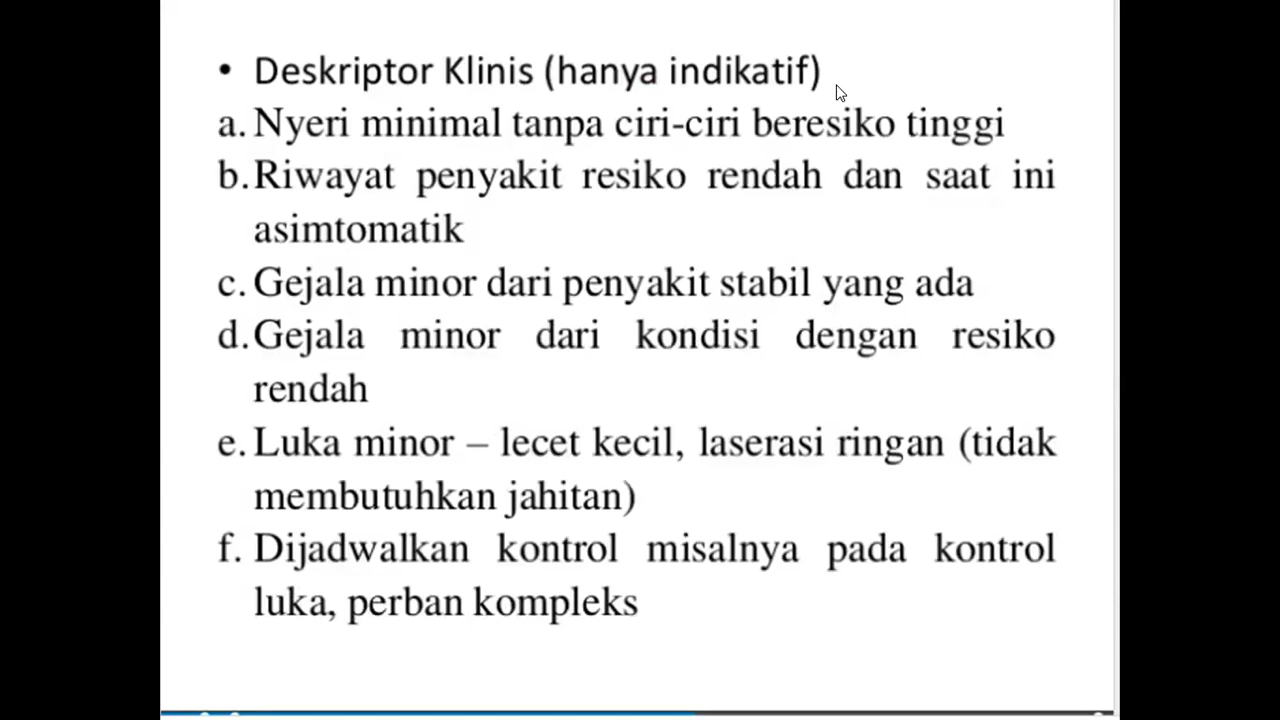 • Deskriptor Klinis (hanya indikatif)
a. Nyeri minimal tanpa ciri-ciri beresiko tinggi
b. Riwayat penyakit resiko rendah dan saat ini
asimtomatik
c. Gejala minor dari penyakit stabil yang ada
d. Gejala minor dari kondisi dengan resiko
rendah
e. Luka minor – lecet kecil, laserasi ringan (tidak
membutuhkan jahitan)
f. Dijadwalkan kontrol misalnya pada kontrol
luka, perban kompleks